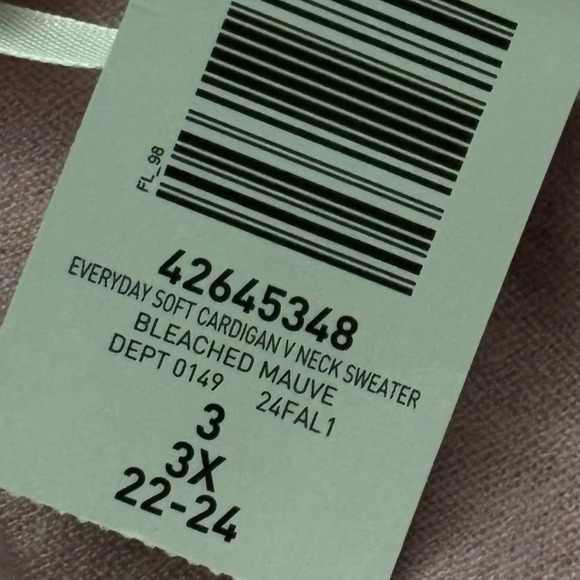 FL_98
42645348
EVERYDAY SOFT CARDIGAN V NECK SWEATER
BLEACHED MAUVE
DEPT 0149 24FAL1
3
3X
22-24